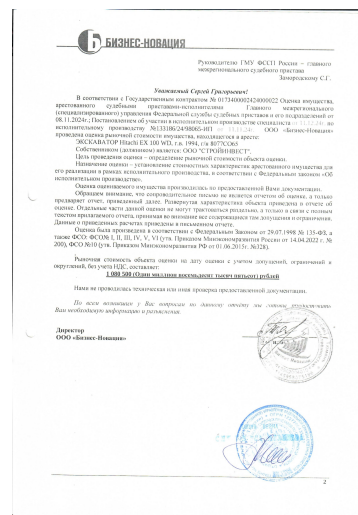 БИЗНЕС-НОВАЦИЯ
Руководителю ГМУ ФССП России – главного
межрегионального судебного пристава
Замородскому С.Г.
Уважаемый Сергей Григорьевич!
В соответствии с Государственным контрактом № Оценка имущества,
арестованного судебными приставами-исполнителями Главного межрегионального
(специализированного) управления Федеральной службы судебных приставов и его подразделений от
08.11.2024г.; Постановлением об участии в исполнительном производстве специалиста по
исполнительному производству №133186/24/98065-ИП ООО «Бизнес-Новация»
проведена оценка рыночной стоимости имущества, находящегося в аресте:
ЭКСКАВАТОР Hitachi EX 100 WD, г.в. 1994, г/н 8077СО65
Собственником (должником) является: ООО "СТРОЙИНВЕСТ".
Цель проведения оценки – определение рыночной стоимости объекта оценки.
Назначение оценки – установление стоимостных характеристик арестованного имущества для
его реализации в рамках исполнительного производства, в соответствии с Федеральным законом «Об
исполнительном производстве».
Оценка оцениваемого имущества производилась по предоставленной Вами документации.
Обращаем внимание, что сопроводительное письмо не является отчетом об оценке, а только
предваряет отчет, приведенный далее. Развернутая характеристика объекта приведена в отчете об
оценке. Отдельные части данной оценки не могут трактоваться раздельно, а только в связи с полным
текстом прилагаемого отчета, принимая во внимание все содержащиеся там допущения и ограничения.
Данные о приведенных расчетах приведены в письменном отчете.
Оценка была произведена в соответствии с Федеральным Законом от 29.07.1998 № 135-ФЗ, а
также ФСО: ФСО№ I, II, III, IV, V, VI (утв. Приказом Минэкономразвития России от 14.04.2022 г. №
200), ФСО №10 (утв. Приказом Минэкономразвития РФ от 01.06.2015г. №328).
Рыночная стоимость объекта оценки на дату оценки с учетом допущений, ограничений и
округлений, без учета НДС, составляет:
1 080 500 (Один миллион восемьдесят тысяч пятьсот) рублей
Нами не проводилась техническая или иная проверка предоставленной документации.
По всем возникшим у Вас вопросам по данному отчёту мы готовы предоставить
Вам необходимую информацию и разъяснения.
Директор
ООО «Бизнес-Новация»
2